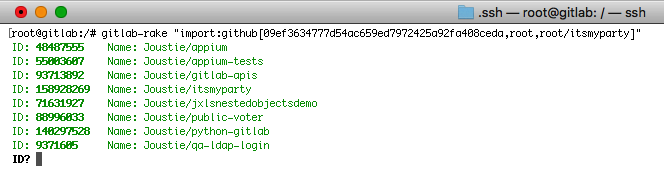 .ssh — root@gitlab: / — ssh
[root@gitlab:/# gitlab-rake "import:github[09ef3634777d54ac659ed7972425a92fa408ceda,root,root/itsmyparty]"
ID: 48487555 Name: Joustie/appium
ID: 55003607 Name: Joustie/appium-tests
ID: 93713892 Name: Joustie/gitlab-apis
ID: 158928269 Name: Joustie/itsmyparty
ID: 71631927 Name: Joustie/jxlsnestedobjectsdemo
ID: 88996033 Name: Joustie/public-voter
ID: 140297528 Name: Joustie/python-gitlab
ID: 9371605 Name: Joustie/qa-ldap-login
ID?